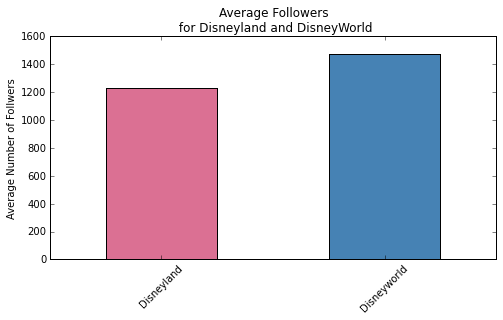 Average Followers
for Disneyland and DisneyWorld
Average Number of Follwers
1600
1400
1200
1000
800
600
400
200
0
Disneyland
Disneyworld